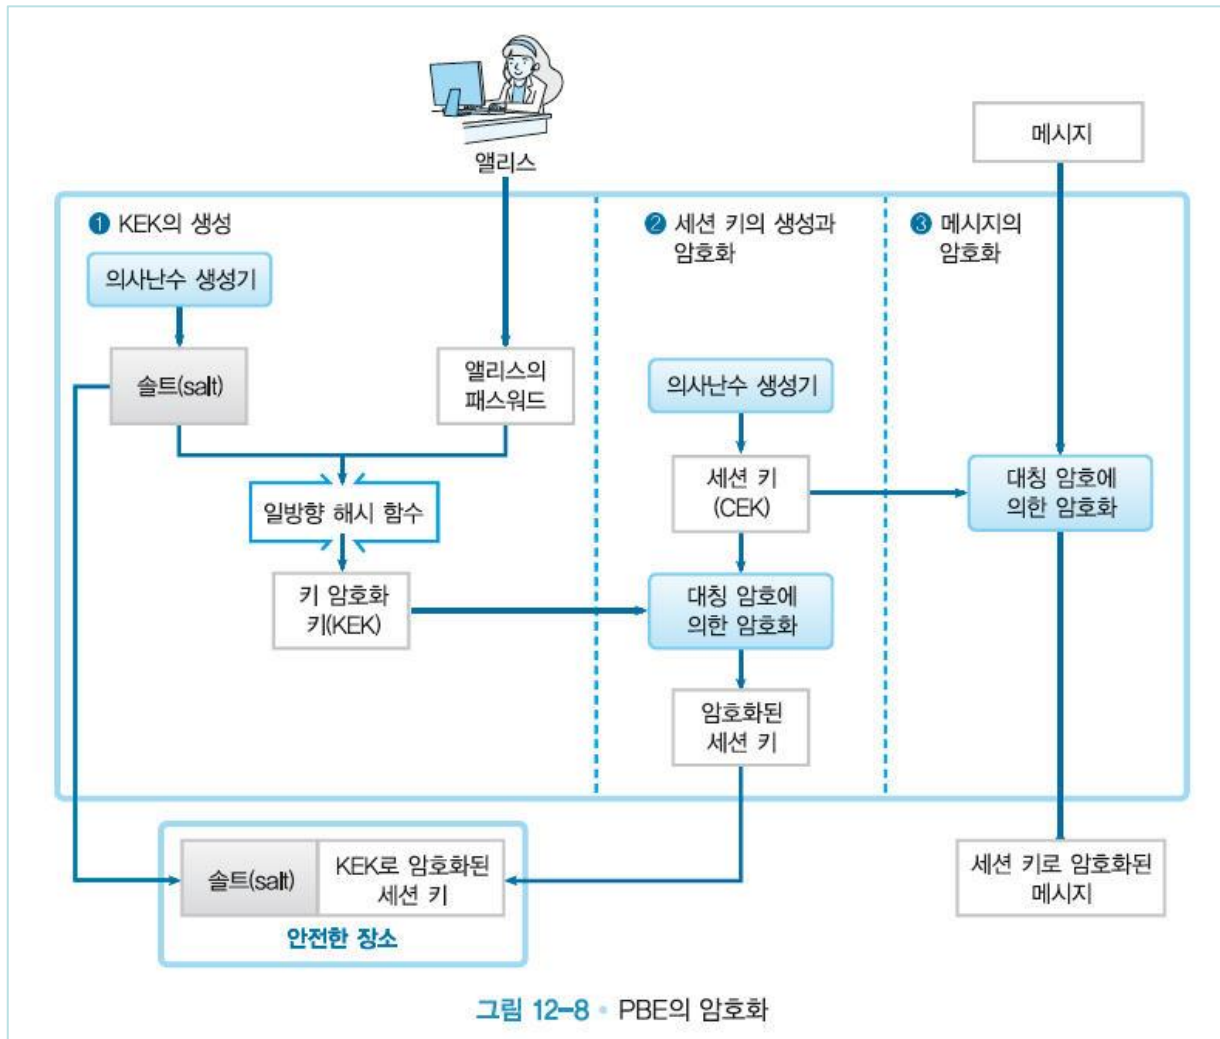 앨리스
메시지
❶ KEK의 생성
의사난수 생성기
솔트(salt)
앨리스의
패스워드
일방향 해시 함수
키 암호화
키(KEK)
❷ 세션 키의 생성과
암호화
의사난수 생성기
세션 키
(CEK)
대칭 암호에
의한 암호화
암호화된
세션 키
❸ 메시지의
암호화
대칭 암호에
의한 암호화
솔트(salt)
KEK로 암호화된
세션 키
안전한 장소
세션 키로 암호화된
메시지
그림 12-8 • PBE의 암호화